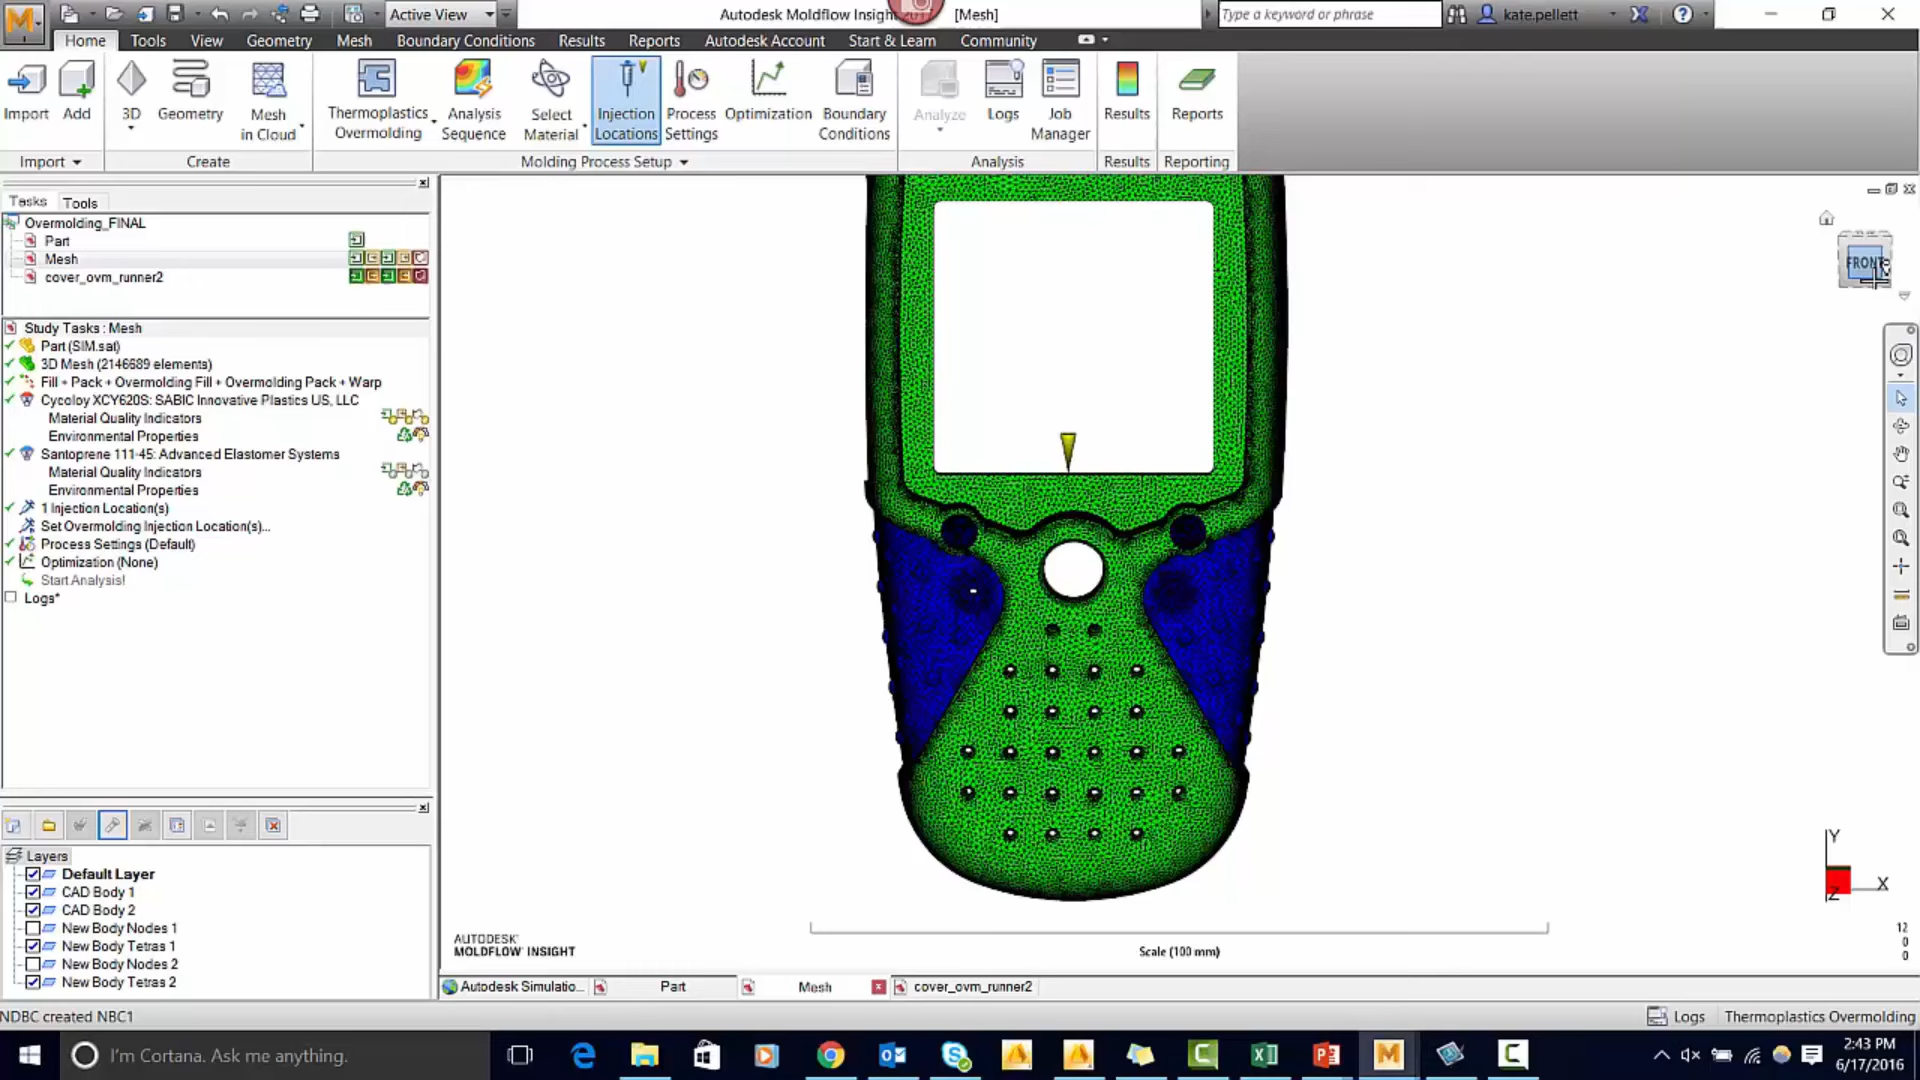 Active View
Autodesk Moldflow Insight
[Mesh]
Type a keyword or phrase
kate.pellett
Home
Tools
View
Geometry
Mesh
Boundary Conditions
Results
Reports
Autodesk Account
Start & Learn
Community
Import
Add
3D
Geometry
Mesh
in Cloud
Thermoplastics
Overmolding
Analysis
Sequence
Select
Material
Injection
Locations
Process
Settings
Optimization
Boundary
Conditions
Analyze
Logs
Job
Manager
Results
Reports
Import
Create
Molding Process Setup
Analysis
Results
Reporting
Tasks
Tools
Overmolding_FINAL
Part
Mesh
cover_ovm_runner2
Study Tasks : Mesh
Part (SIM.sat)
3D Mesh (2146689 elements)
Fill + Pack + Overmolding Fill + Overmolding Pack + Warp
Cycoloy XCY620S: SABIC Innovative Plastics US, LLC
Material Quality Indicators
Environmental Properties
Santoprene 111-45: Advanced Elastomer Systems
Material Quality Indicators
Environmental Properties
1 Injection Location(s)
Set Overmolding Injection Location(s)...
Process Settings (Default)
Optimization (None)
Start Analysis!
Logs*
Layers
Default Layer
CAD Body 1
CAD Body 2
New Body Nodes 1
New Body Tetras 1
New Body Nodes 2
New Body Tetras 2
FRONT
Y
Z
X
12
0
0
AUTODESK
MOLDFLOW INSIGHT
Scale (100 mm)
Autodesk Simulatio...
Part
Mesh
cover_ovm_runner2
NDBC created NBC1
Logs
Thermoplastics Overmolding
I'm Cortana. Ask me anything.
2:43 PM
6/17/2016